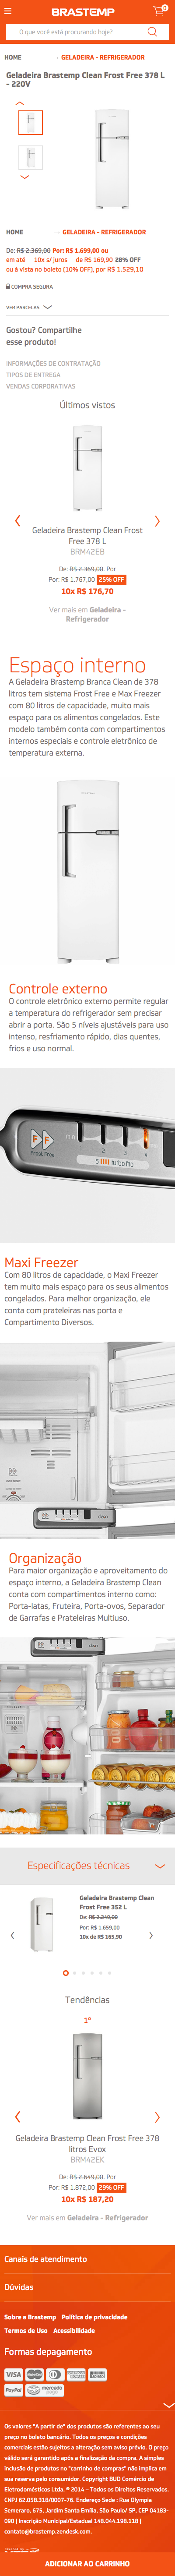 BRASTEMP
0
O que você está procurando hoje?
HOME → GELADEIRA - REFRIGERADOR
Geladeira Brastemp Clean Frost Free 378 L
- 220V
HOME → GELADEIRA - REFRIGERADOR
De: R$ 2.369,00 Por: R$ 1.699,00 ou
em até 10x s/ juros de R$ 169,90 28% OFF
ou à vista no boleto (10% OFF), por R$ 1.529,10
COMPRA SEGURA
VER PARCELAS
Gostou? Compartilhe
esse produto!
INFORMAÇÕES DE CONTRATAÇÃO
TIPOS DE ENTREGA
VENDAS CORPORATIVAS
Últimos vistos
Geladeira Brastemp Clean Frost
Free 378 L
BRM42EB
De: R$ 2.369,00. Por
Por: R$ 1.767,00 25% OFF
10x R$ 176,70
Ver mais em Geladeira -
Refrigerador
Espaço interno
A Geladeira Brastemp Branca Clean de 378
litros tem sistema Frost Free e Max Freezer
com 80 litros de capacidade, muito mais
espaço para os alimentos congelados. Este
modelo também conta com compartimentos
internos especiais e controle eletrônico de
temperatura externa.
Controle externo
O controle eletrônico externo permite regular
a temperatura do refrigerador sem precisar
abrir a porta. São 5 níveis ajustáveis para uso
intenso, resfriamento rápido, dias quentes,
frios e uso normal.
FF
Frost Free
min 1 2 3 4
5 turbo fro
Maxi Freezer
Com 80 litros de capacidade, o Maxi Freezer
tem muito mais espaço para os seus alimentos
congelados. Para melhor organização, ele
conta com prateleiras nas porta e
Compartimento Diversos.
Clean
Organização
Para maior organização e aproveitamento do
espaço interno, a Geladeira Brastemp Clean
conta com compartimentos interno como:
Porta-latas, Fruteira, Porta-ovos, Separador
de Garrafas e Prateleiras Multiuso.
Clean
Especificações técnicas
Geladeira Brastemp Clean
Frost Free 352 L
De: R$ 2.249,00
Por: R$ 1.659,00
10x de R$ 165,90
Tendências
1º
Geladeira Brastemp Clean Frost Free 378
litros Evox
BRM42EK
De: R$ 2.649,00. Por
Por: R$ 1.872,00 29% OFF
10x R$ 187,20
Ver mais em Geladeira - Refrigerador
Canais de atendimento
Dúvidas
Sobre a Brastemp Política de privacidade
Termos de Uso Acessibilidade
Formas depagamento
VISA
PayPal mercado pago
Os valores "A partir de" dos produtos são referentes ao seu
preço no boleto bancário. Todos os preços e condições
comerciais estão sujeitos a alteração sem aviso prévio. O preço
válido será garantido após a finalização da compra. A simples
inclusão de produtos no "carrinho de compras" não implica em
sua reserva pelo consumidor. Copyright BUD Comércio de
Eletrodomésticos Ltda. ® 2014 – Todos os Direitos Reservados.
CNPJ 62.058.318/0007-76. Endereço Sede : Rua Olympia
Semeraro, 675, Jardim Santa Emília, São Paulo/ SP, CEP 04183-
090 | Inscrição Municipal/Estadual 148.044.198.118 |
contato@brastemp.zendesk.com.
ADICIONAR AO CARRINHO